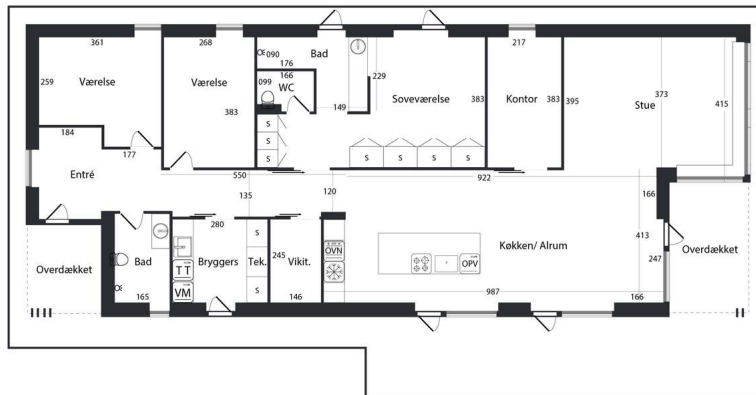 361
268
090
Bad
176
217
259
Værelse
Værelse
383
099
166
WC
229
149
Soveværelse
383
Kontor
383
395
Stue
373
415
184
177
S
S
S
S
S
S
S
Entré
550
135
120
922
166
280
S
Køkken/ Alrum
413
Overdækket
Bad
Bryggers
Tek.
245
Vikit.
OVN
OPV
247
Overdækket
TT
VM
S
165
146
987
166